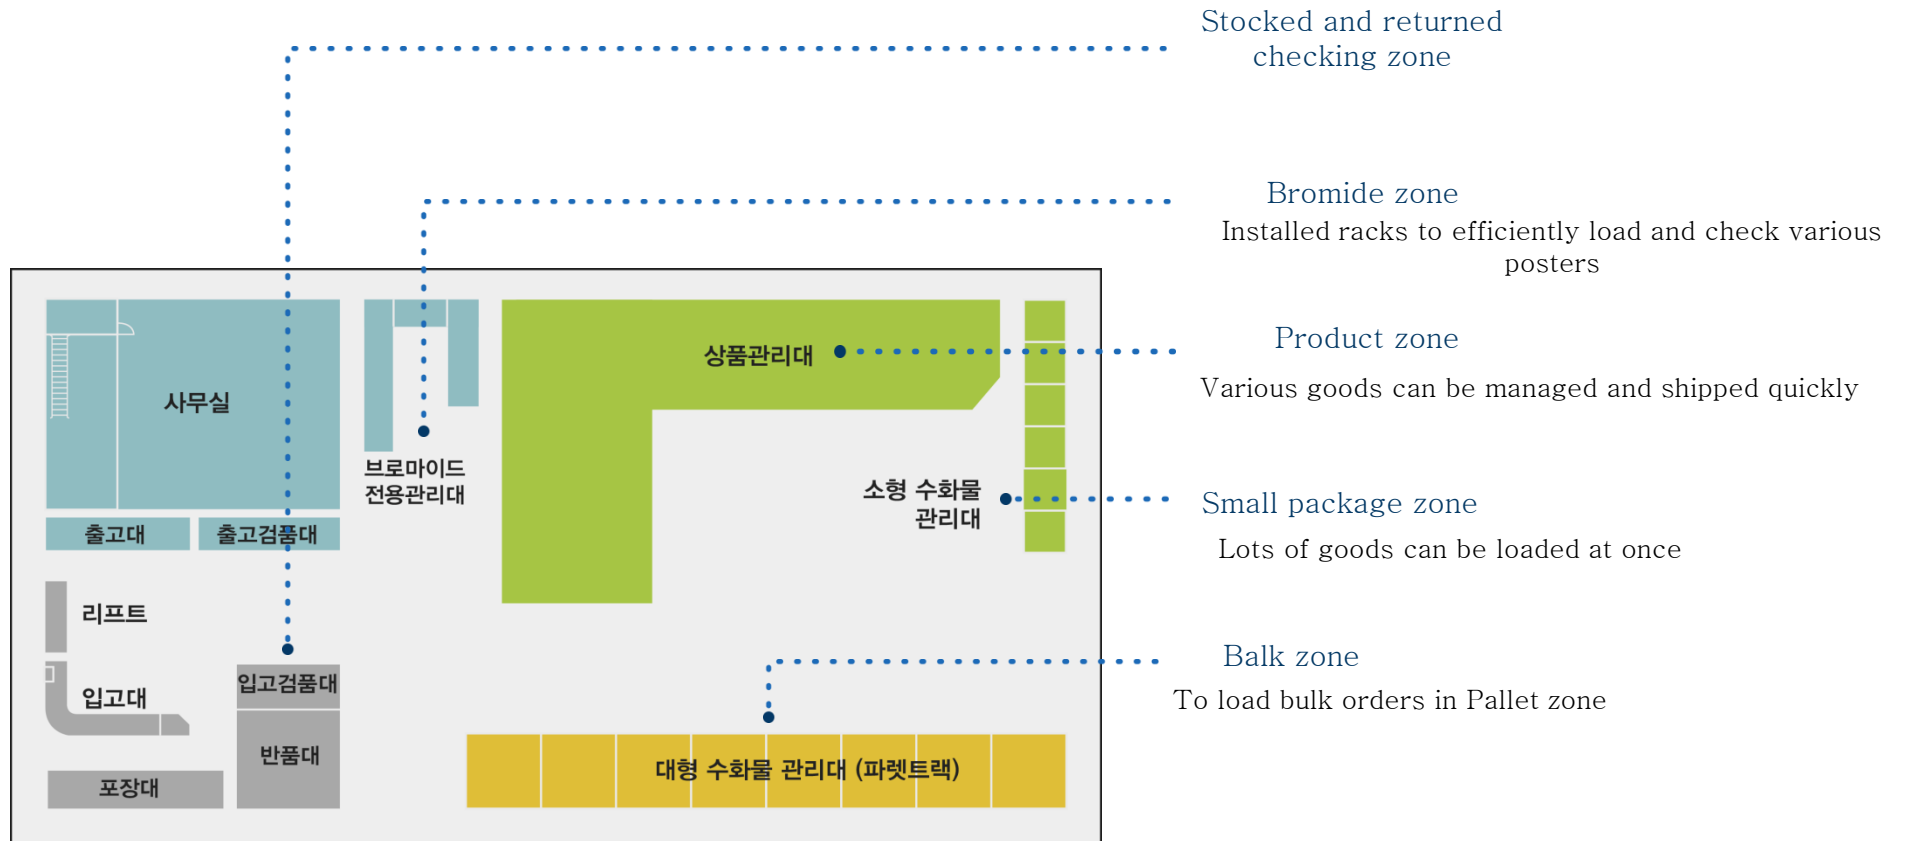 Stocked and returned
checking zone
Bromide zone
Installed racks to efficiently load and check various
posters
Product zone
Various goods can be managed and shipped quickly
Small package zone
Lots of goods can be loaded at once
Balk zone
To load bulk orders in Pallet zone
상품관리대
사무실
브로마이드
전용관리대
소형 수화물
관리대
출고대
출고검품대
리프트
입고검품대
입고대
반품대
포장대
대형 수화물 관리대 (파렛트랙)